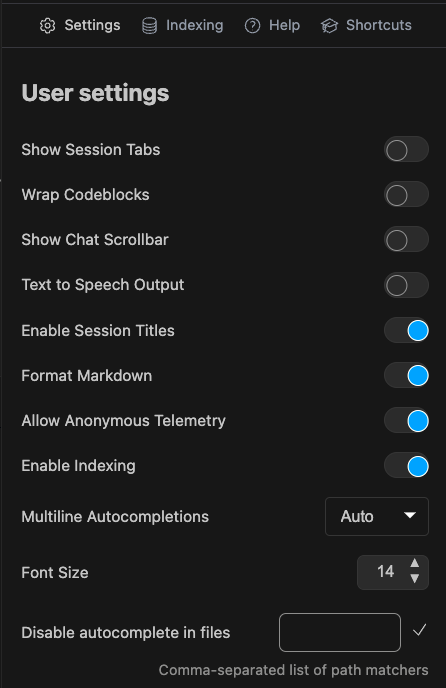 Settings Indexing Help Shortcuts
User settings
Show Session Tabs
Wrap Codeblocks
Show Chat Scrollbar
Text to Speech Output
Enable Session Titles
Format Markdown
Allow Anonymous Telemetry
Enable Indexing
Multiline Autocompletions Auto
Font Size 14
Disable autocomplete in files
Comma-separated list of path matchers